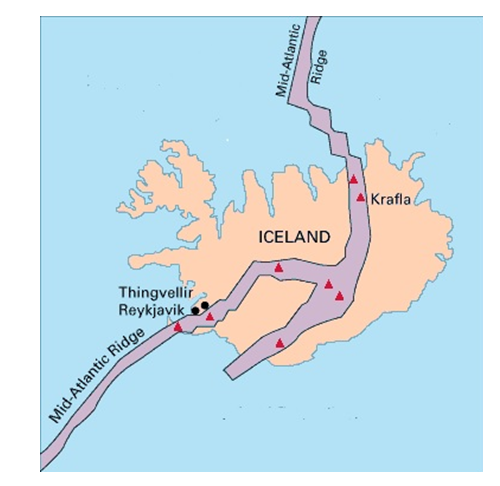 Mid-Atlantic
Ridge
Krafla
ICELAND
Thingvellir
Reykjavik
Mid-Atlantic Ridge